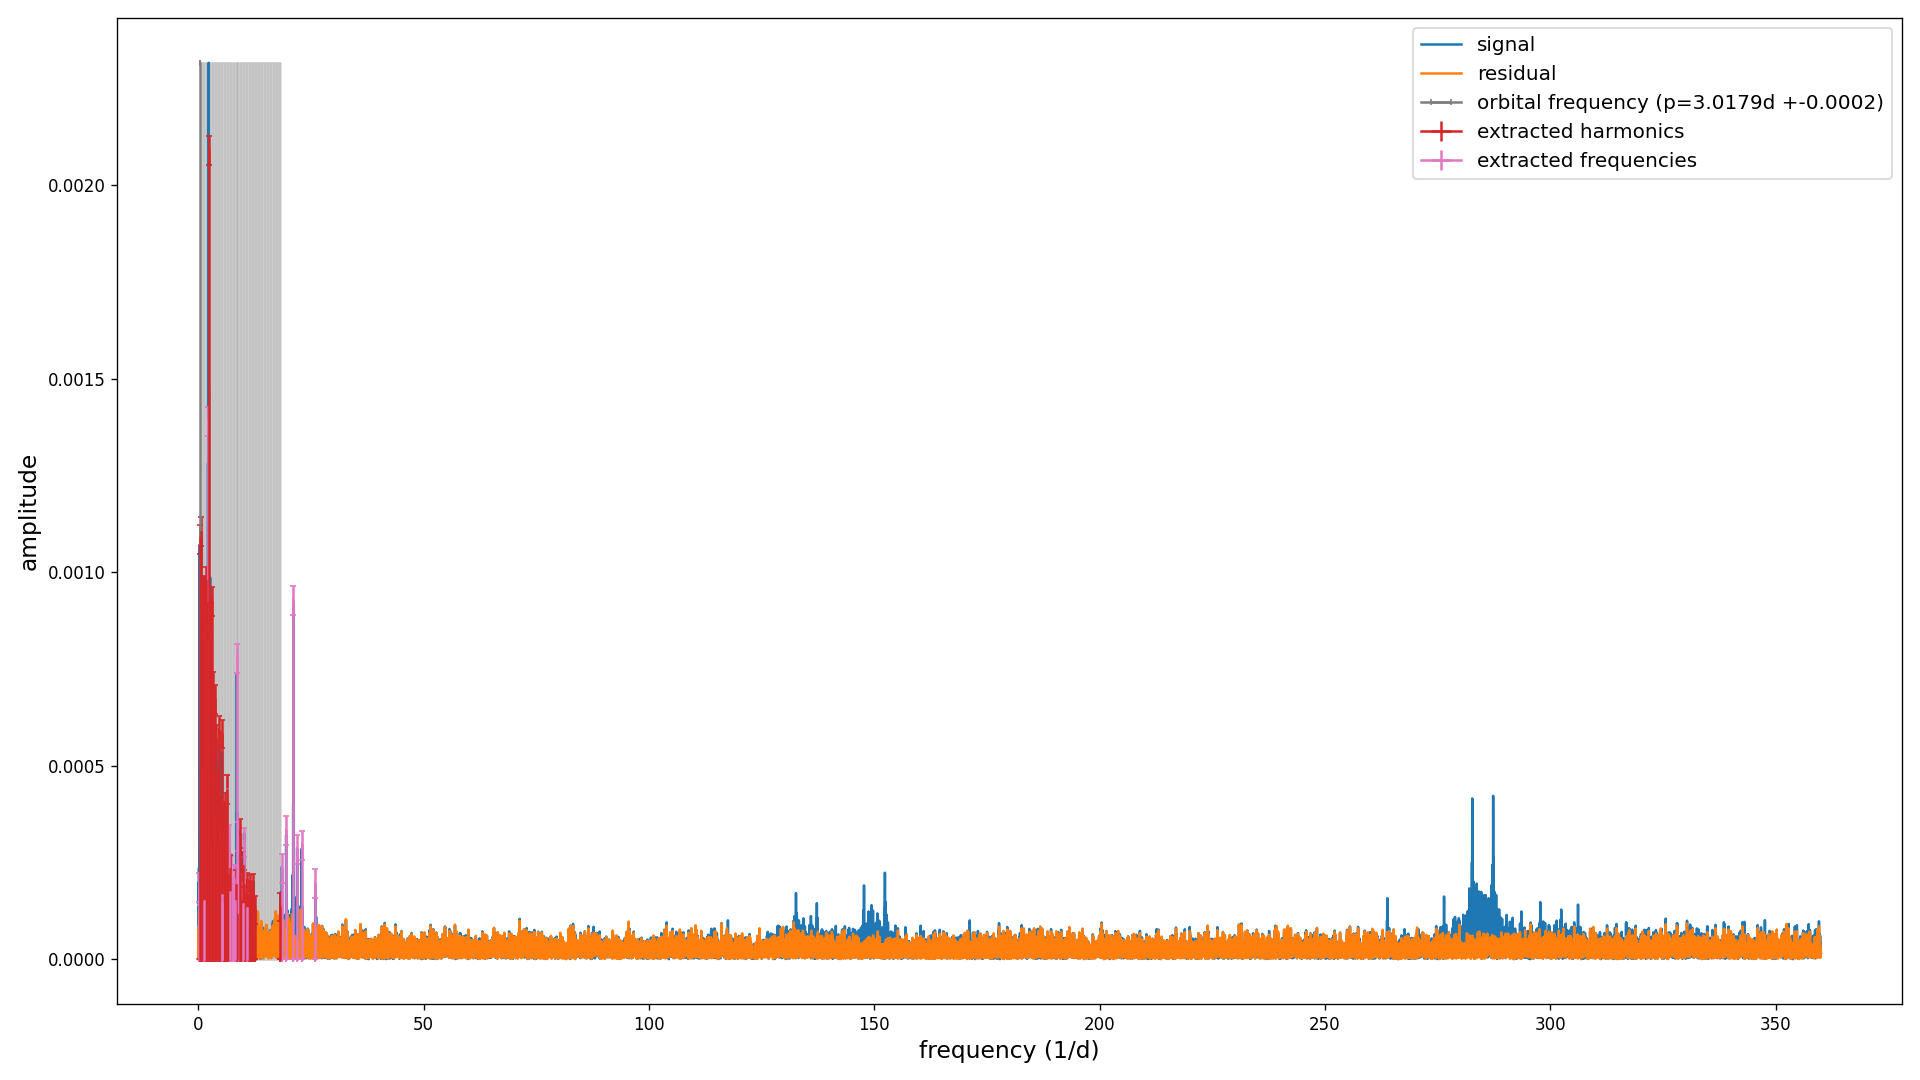 signal
residual
orbital frequency (p=3.0179d +-0.0002)
extracted harmonics
extracted frequencies
amplitude
0.0020
0.0015
0.0010
0.0005
0.0000
0 50 100 150 200 250 300 350
frequency (1/d)